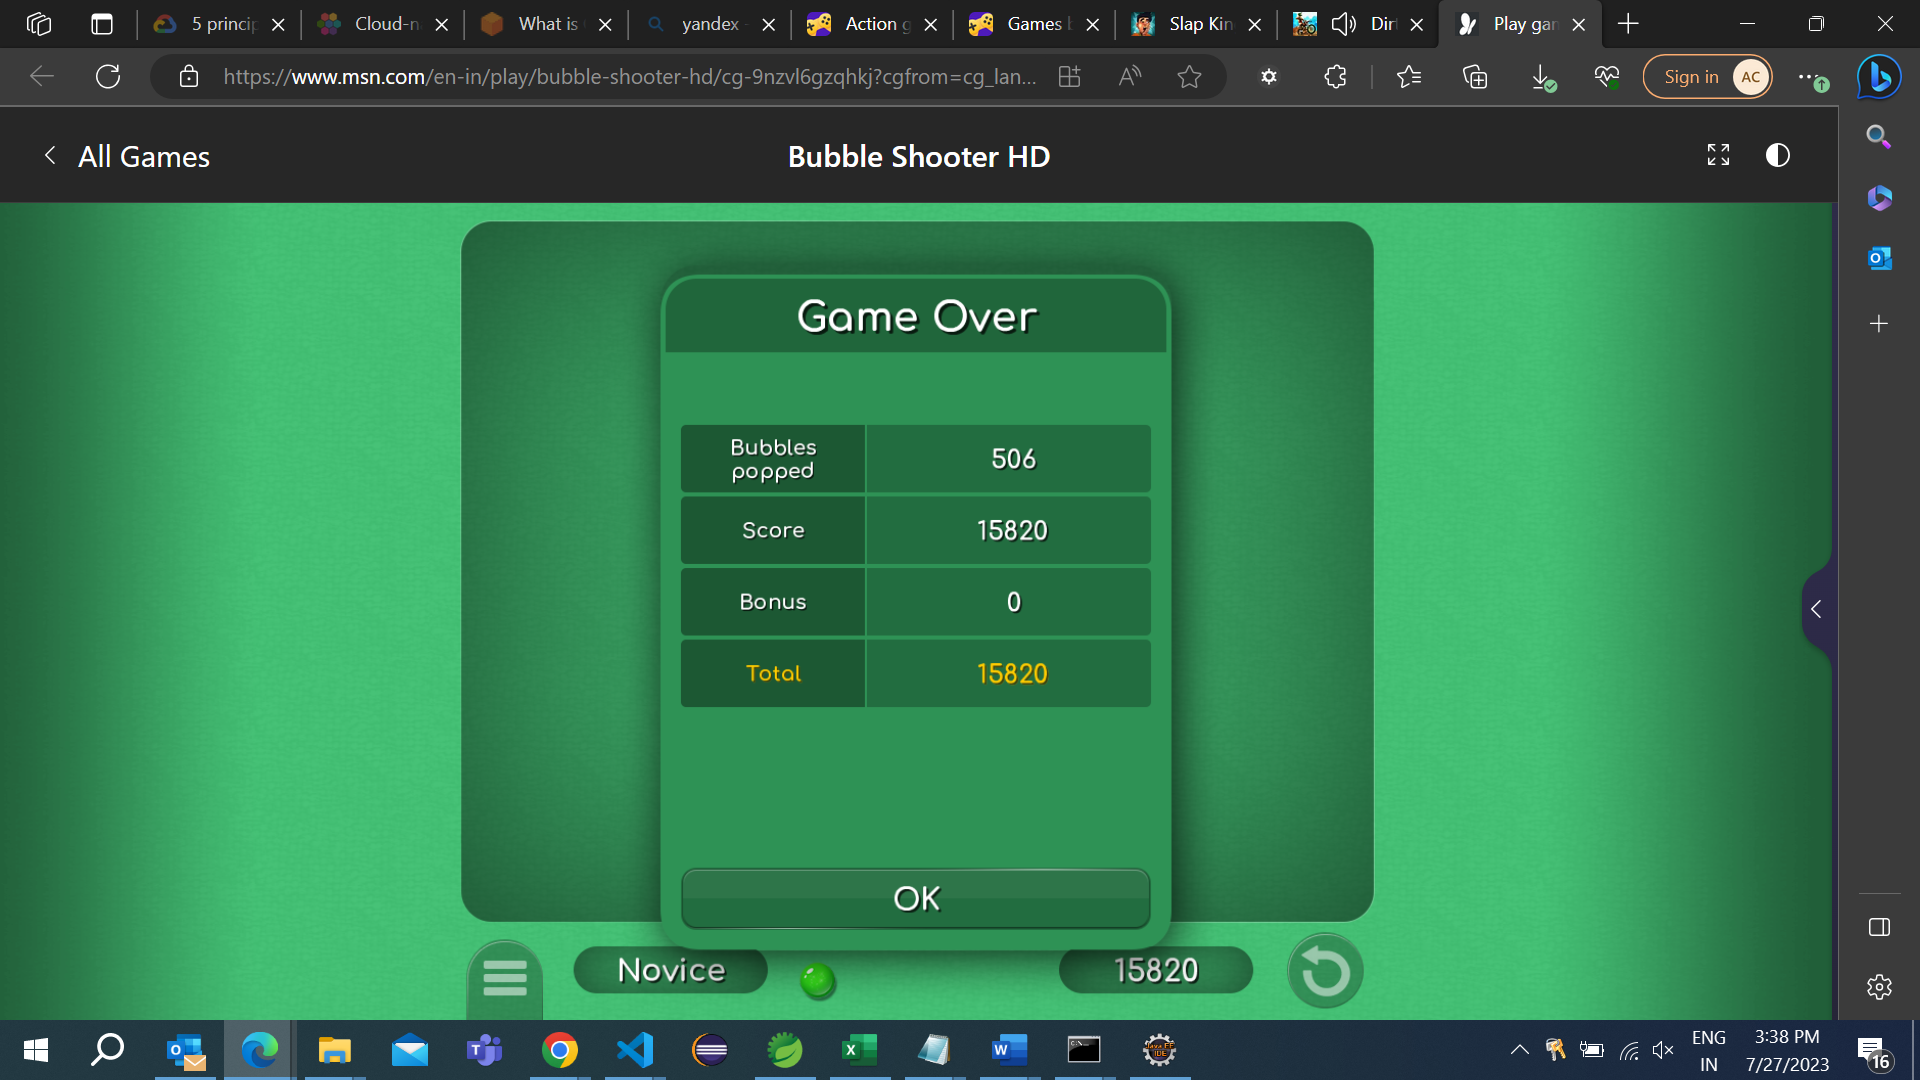 5 princip
Cloud-n
What is
yandex -
Action g
Games b
Slap Kin
Dir
Play gan
https://www.msn.com/en-in/play/bubble-shooter-hd/cg-9nzvl6gzqhkj?cgfrom=cg_lan...
Sign in
AC
All Games
Bubble Shooter HD
Game Over
Bubbles
popped
506
Score
15820
Bonus
0
Total
15820
OK
Novice
15820
ENG
IN
3:38 PM
7/27/2023
16